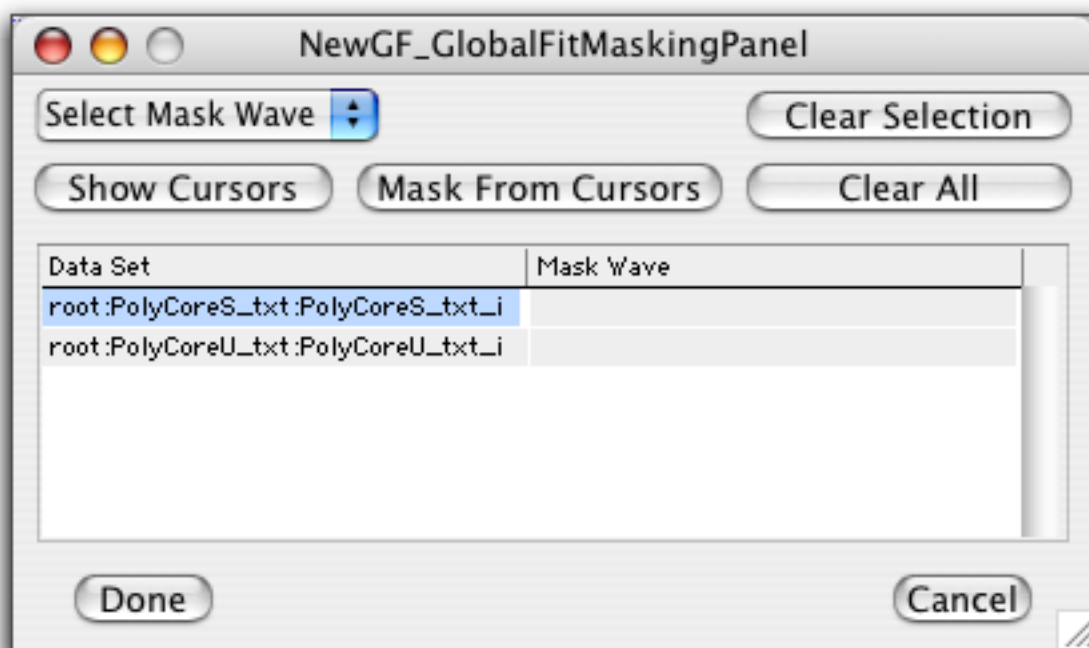 NewGF_GlobalFitMaskingPanel
Select Mask Wave Clear Selection
Show Cursors Mask From Cursors Clear All
Data Set Mask Wave
root:PolyCoreS_txt:PolyCoreS_txt_i
root:PolyCoreU_txt:PolyCoreU_txt_i
Done Cancel